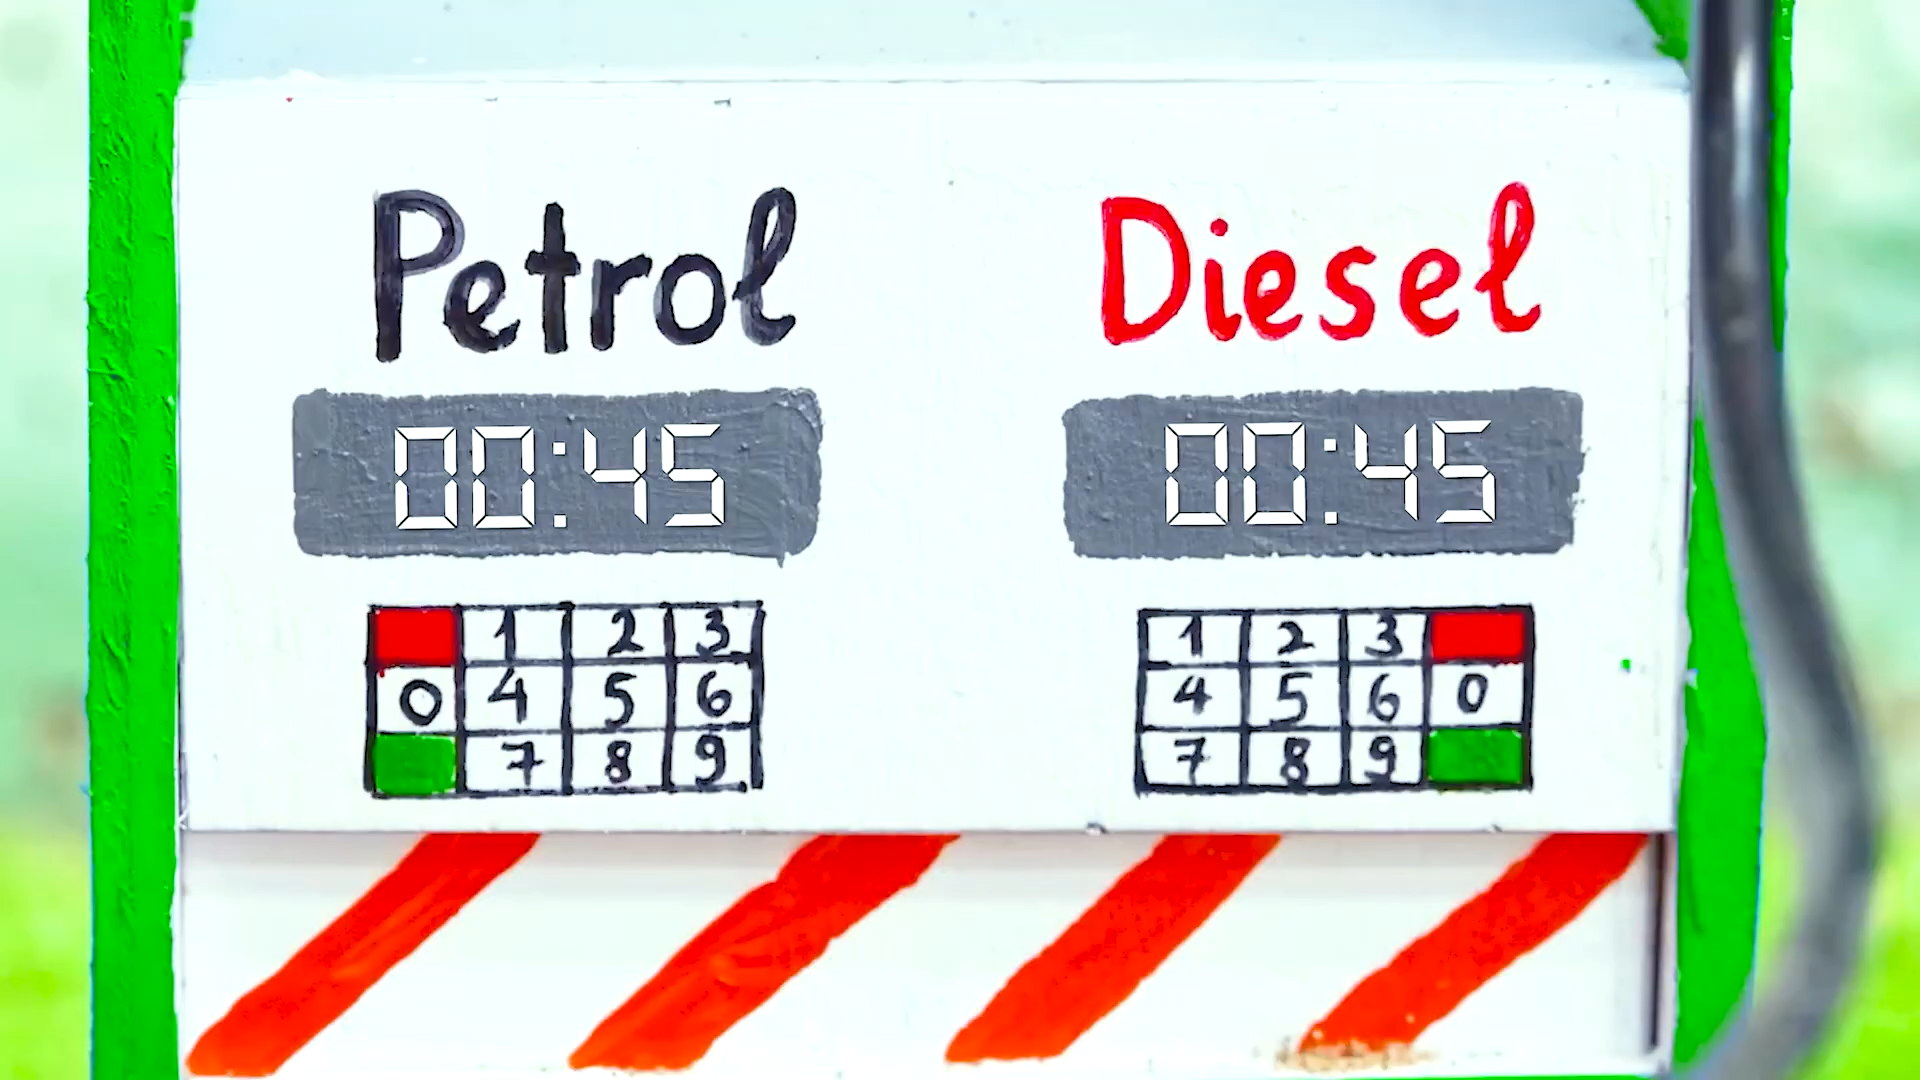 Petrol Diesel
00:45 00:45
1 2 3 1 2 3
0 4 5 6 4 5 6 0
7 8 9 7 8 9